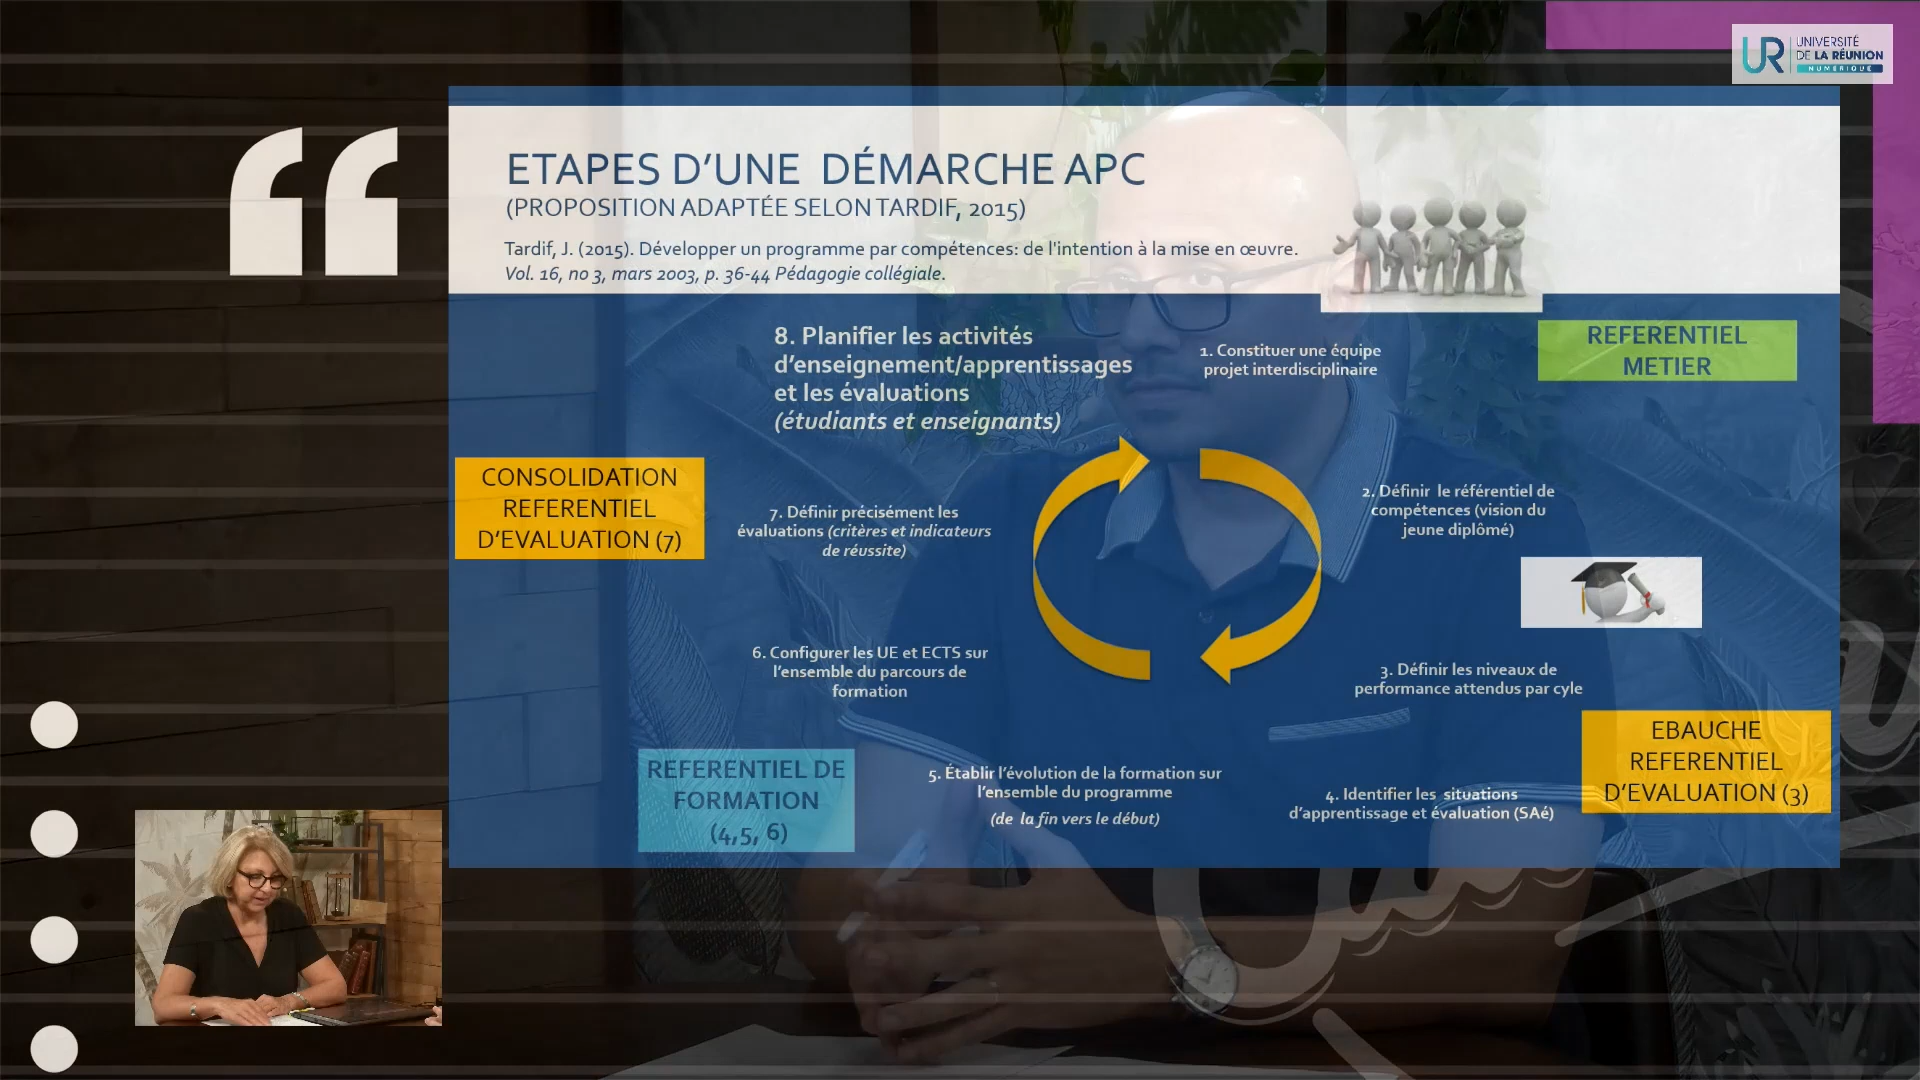 UR
UNIVERSITÉ
DE LA RÉUNION
NUMERIQUE
ETAPES D’UNE DÉMARCHE APC
(PROPOSITION ADAPTÉE SELON TARDIF, 2015)
Tardif, J. (2015). Développer un programme par compétences: de l'intention à la mise en œuvre.
Vol. 16, no 3, mars 2003, p. 36-44 Pédagogie collégiale.
8. Planifier les activités
d’enseignement/apprentissages
et les évaluations
(étudiants et enseignants)
1. Constituer une équipe
projet interdisciplinaire
REFERENTIEL
METIER
CONSOLIDATION
REFERENTIEL
D’EVALUATION (7)
7. Définir précisément les
évaluations (critères et indicateurs
de réussite)
2. Définir le référentiel de
compétences (vision du
jeune diplômé)
6. Configurer les UE et ECTS sur
l’ensemble du parcours de
formation
3. Définir les niveaux de
performance attendus par cyle
EBAUCHE
REFERENTIEL
D’EVALUATION (3)
REFERENTIEL DE
FORMATION
(4,5, 6)
5. Établir l’évolution de la formation sur
l’ensemble du programme
(de la fin vers le début)
4. Identifier les situations
d’apprentissage et évaluation (SAé)